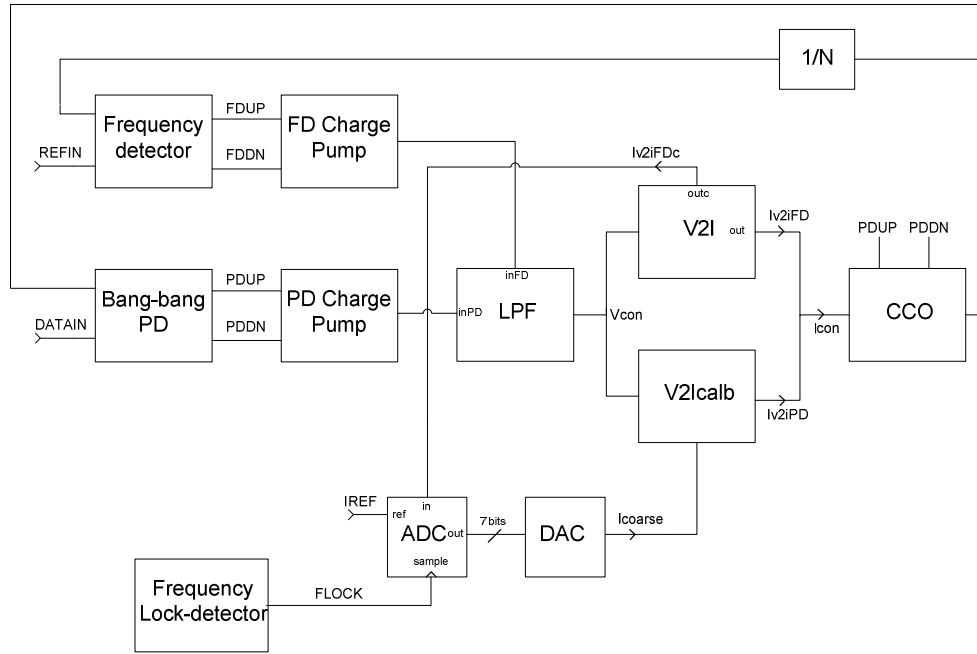 1/N
Frequency
detector
FDUP
FDDN
FD Charge
Pump
REFIN
Iv2iFDc
outc
V2I
out
Iv2iFD
PDUP
PDDN
Bang-bang
PD
PDUP
PDDN
PD Charge
Pump
inFD
inPD
LPF
Vcon
Icon
CCO
DATAIN
V2Icalb
Iv2iPD
IREF
ref
in
ADC
out
sample
7bits
DAC
Icoarse
Frequency
Lock-detector
FLOCK